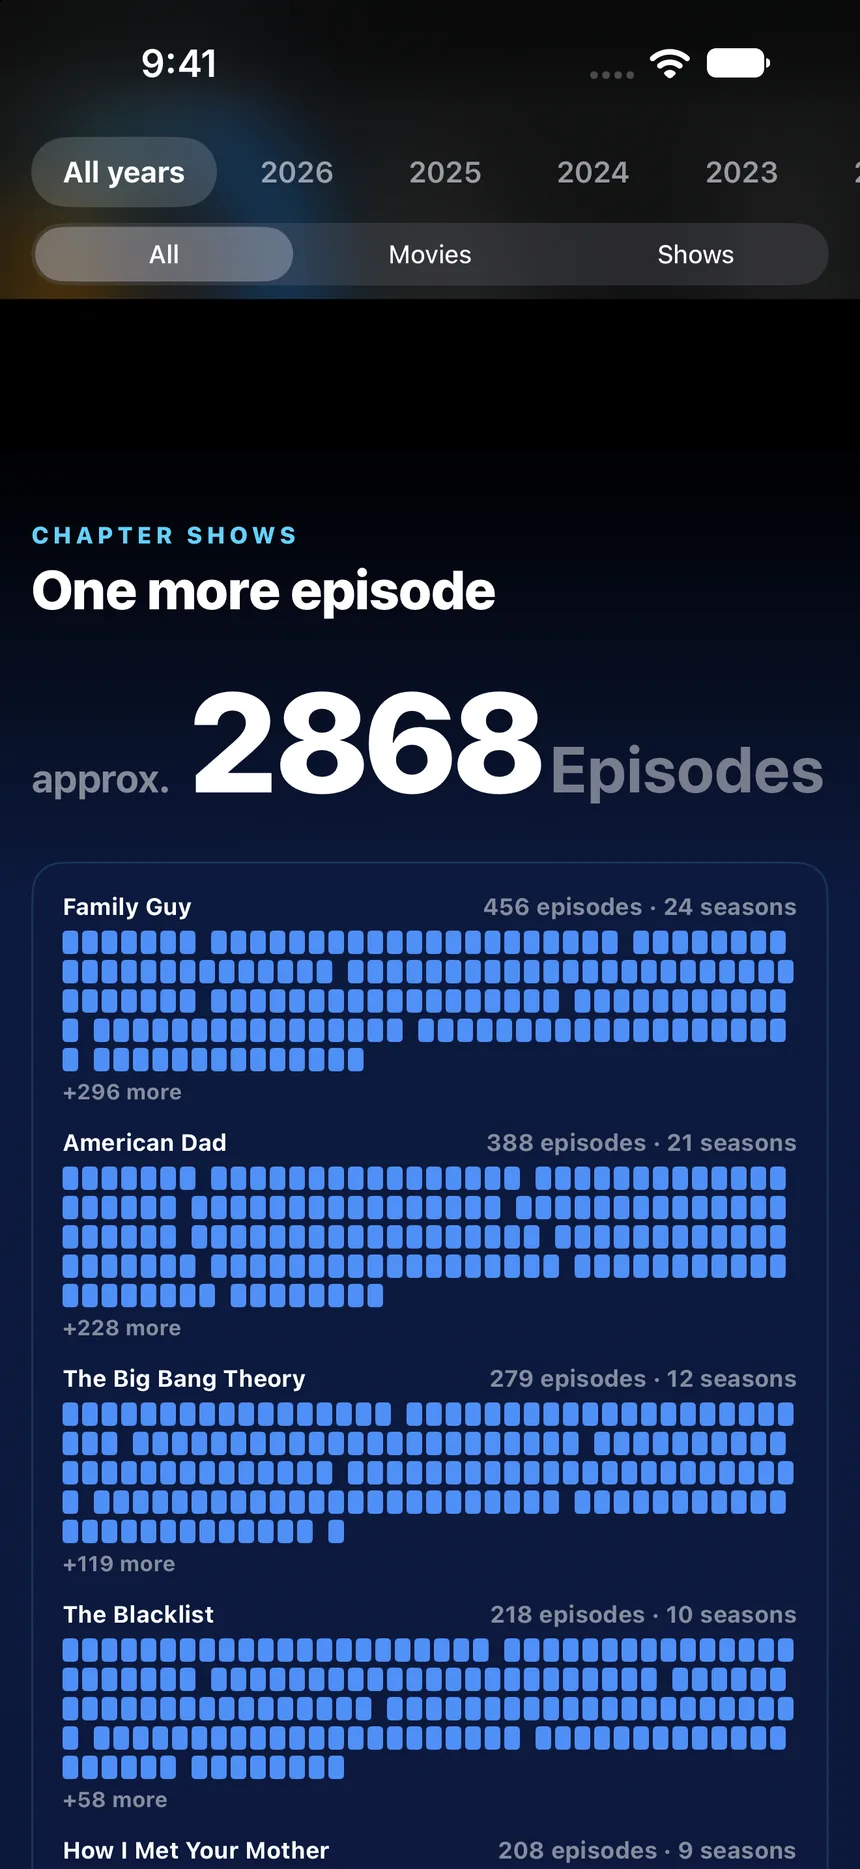 9:41
All years 2026 2025 2024 2023
All Movies Shows
CHAPTER SHOWS
One more episode
approx. 2868 Episodes
Family Guy 456 episodes · 24 seasons
+296 more
American Dad 388 episodes · 21 seasons
+228 more
The Big Bang Theory 279 episodes · 12 seasons
+119 more
The Blacklist 218 episodes · 10 seasons
+58 more
How I Met Your Mother 208 episodes · 9 seasons